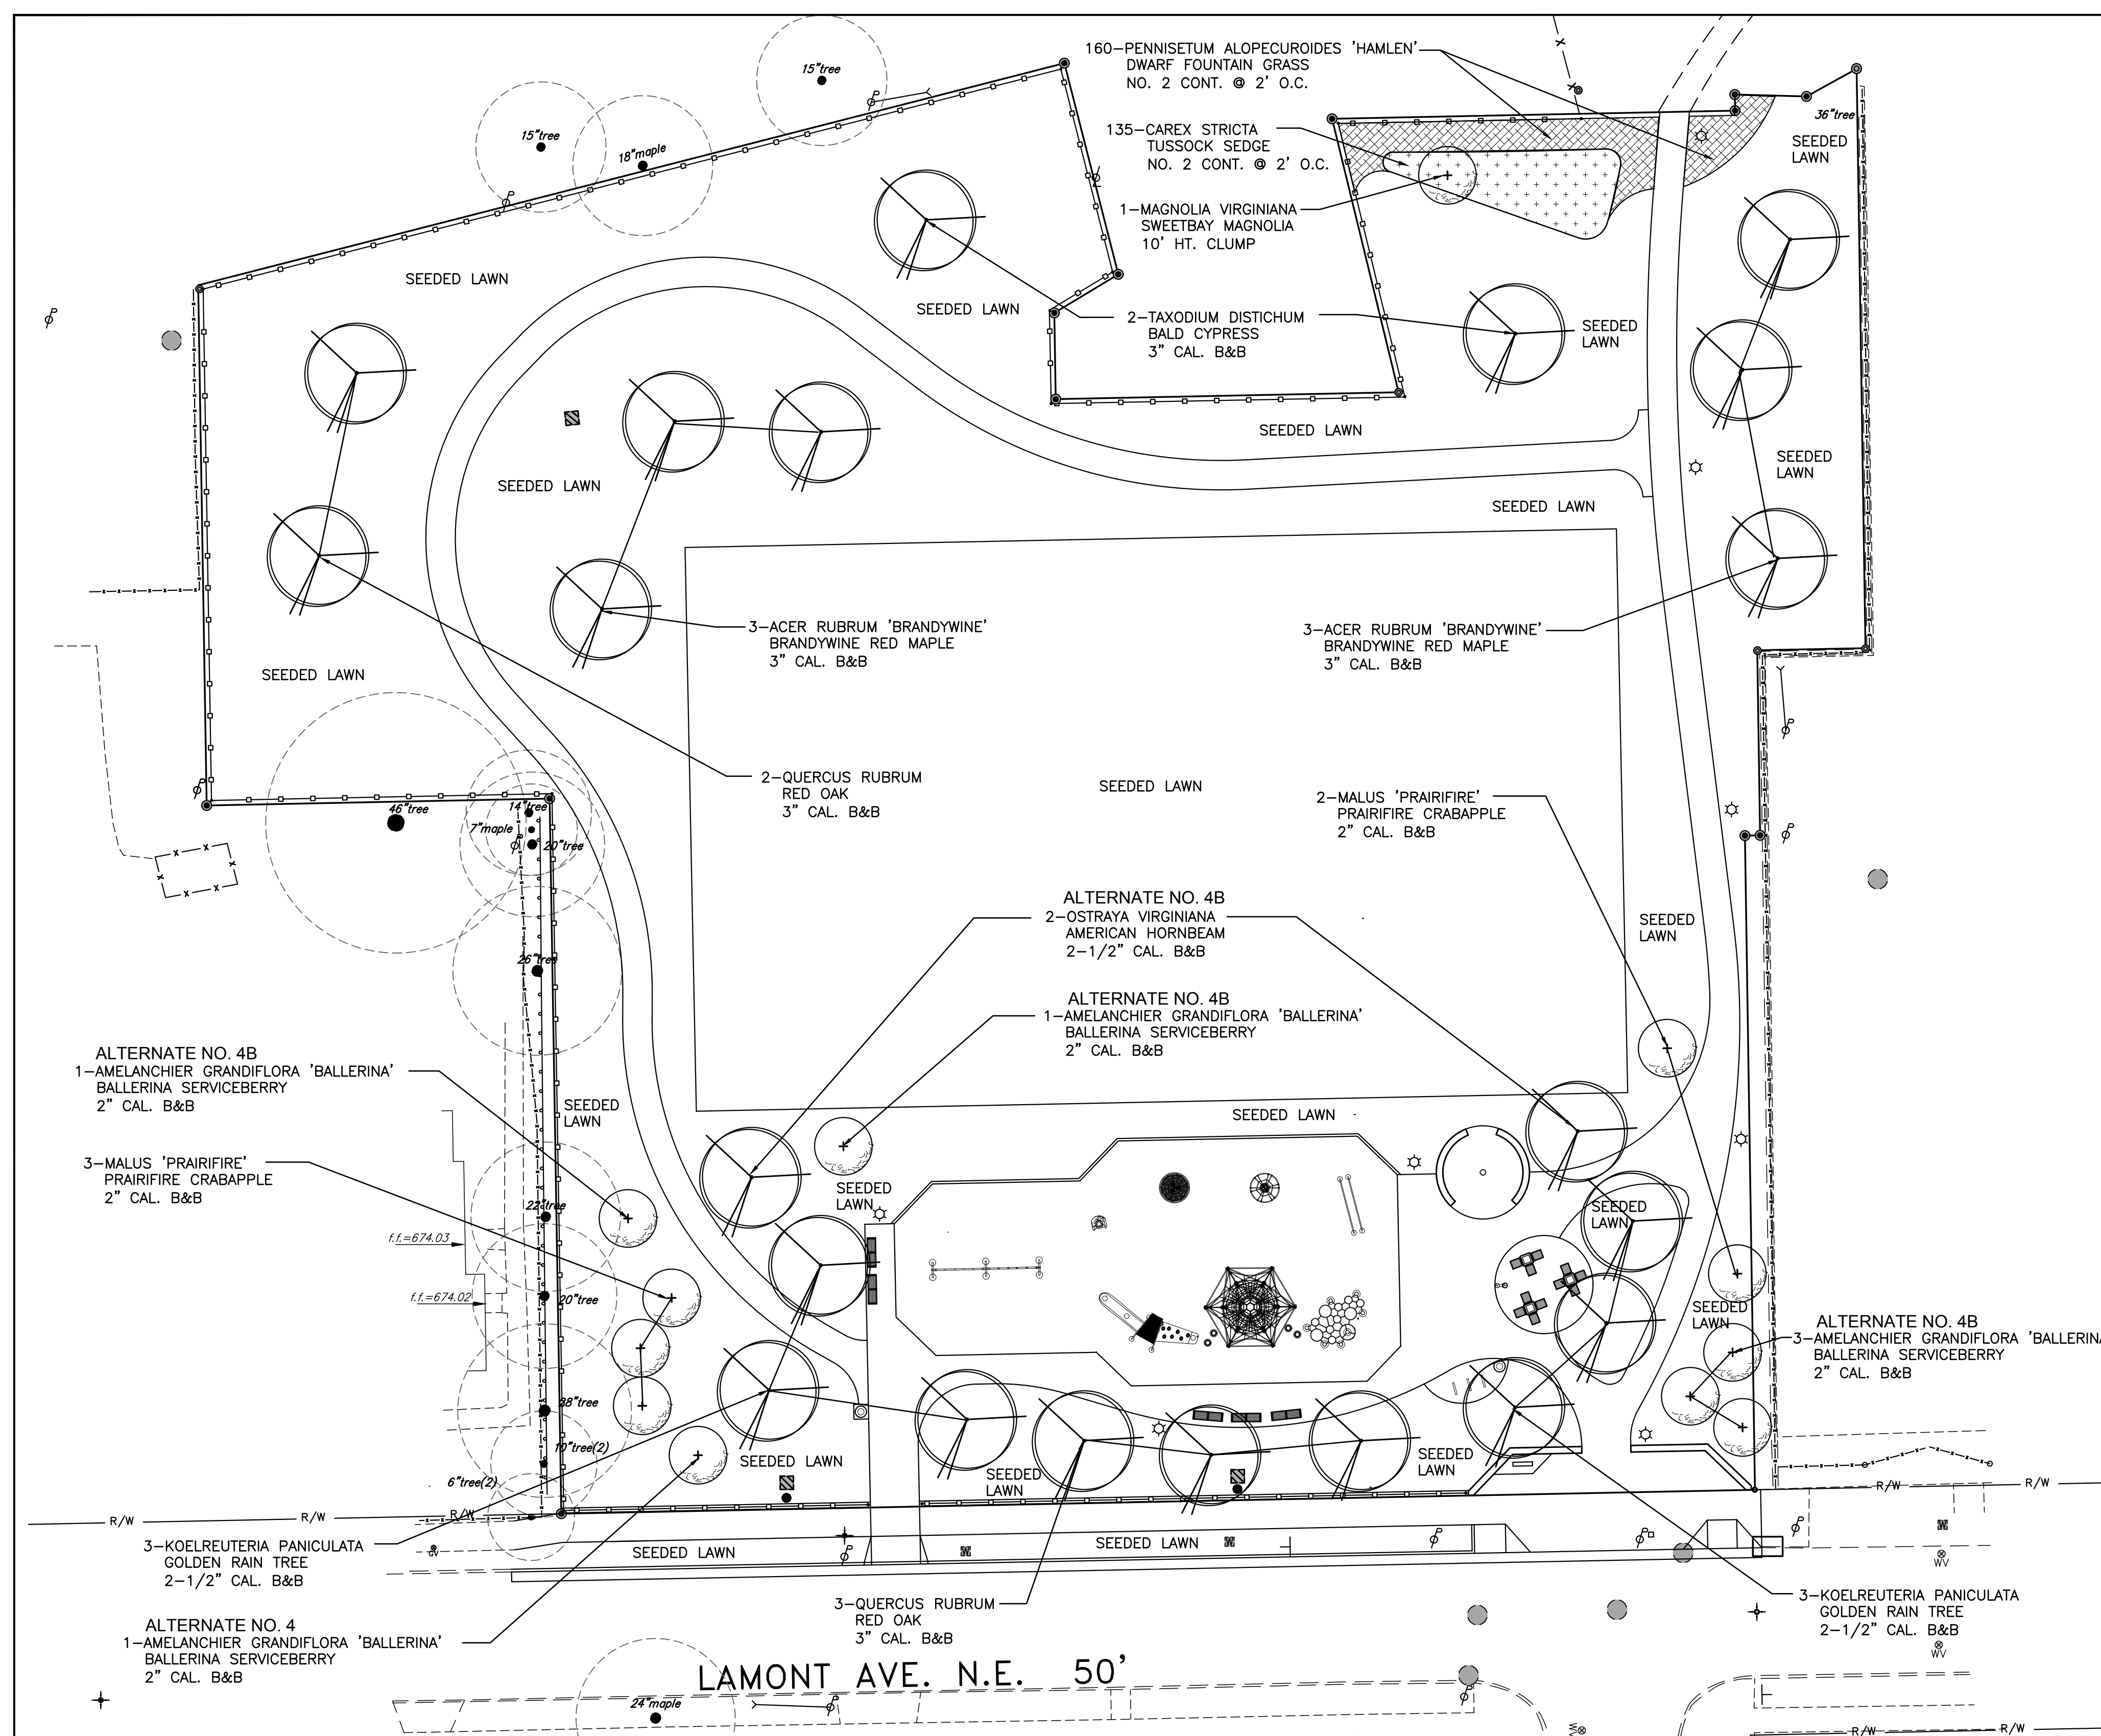 15"tree
160-PENNISETUM ALOPECUROIDES 'HAMLEN'
DWARF FOUNTAIN GRASS
NO. 2 CONT. @ 2' O.C.
15"tree
18"maple
135-CAREX STRICTA
TUSSOCK SEDGE
NO. 2 CONT. @ 2' O.C.
36"tree
SEEDED
LAWN
1-MAGNOLIA VIRGINIANA
SWEETBAY MAGNOLIA
10' HT. CLUMP
SEEDED LAWN
SEEDED LAWN
2-TAXODIUM DISTICHUM
BALD CYPRESS
3" CAL. B&B
SEEDED
LAWN
SEEDED LAWN
SEEDED
LAWN
SEEDED LAWN
SEEDED LAWN
3-ACER RUBRUM 'BRANDYWINE'
BRANDYWINE RED MAPLE
3" CAL. B&B
3-ACER RUBRUM 'BRANDYWINE'
BRANDYWINE RED MAPLE
3" CAL. B&B
SEEDED LAWN
2-QUERCUS RUBRUM
RED OAK
3" CAL. B&B
SEEDED LAWN
2-MALUS 'PRAIRIFIRE'
PRAIRIFIRE CRABAPPLE
2" CAL. B&B
46"tree
14"tree
7"maple
20"tree
ALTERNATE NO. 4B
2-OSTRAYA VIRGINIANA
AMERICAN HORNBEAM
2-1/2" CAL. B&B
SEEDED
LAWN
26"tree
ALTERNATE NO. 4B
1-AMELANCHIER GRANDIFLORA 'BALLERINA'
BALLERINA SERVICEBERRY
2" CAL. B&B
ALTERNATE NO. 4B
1-AMELANCHIER GRANDIFLORA 'BALLERINA'
BALLERINA SERVICEBERRY
2" CAL. B&B
SEEDED
LAWN
SEEDED LAWN
3-MALUS 'PRAIRIFIRE'
PRAIRIFIRE CRABAPPLE
2" CAL. B&B
SEEDED
LAWN
SEEDED
LAWN
22"tree
f.f.=674.03
f.f.=674.02
20"tree
SEEDED
LAWN
ALTERNATE NO. 4B
3-AMELANCHIER GRANDIFLORA 'BALLERINA
BALLERINA SERVICEBERRY
2" CAL. B&B
38"tree
10"tree(2)
6"tree(2)
SEEDED LAWN
SEEDED
LAWN
SEEDED
LAWN
R/W
R/W
R/W
R/W
R/W
3-KOELREUTERIA PANICULATA
GOLDEN RAIN TREE
2-1/2" CAL. B&B
GV
SEEDED LAWN
SEEDED LAWN
WV
3-QUERCUS RUBRUM
RED OAK
3" CAL. B&B
3-KOELREUTERIA PANICULATA
GOLDEN RAIN TREE
2-1/2" CAL. B&B
WV
ALTERNATE NO. 4
1-AMELANCHIER GRANDIFLORA 'BALLERINA'
BALLERINA SERVICEBERRY
2" CAL. B&B
LAMONT AVE. N.E. 50'
24"maple
R/W
R/W